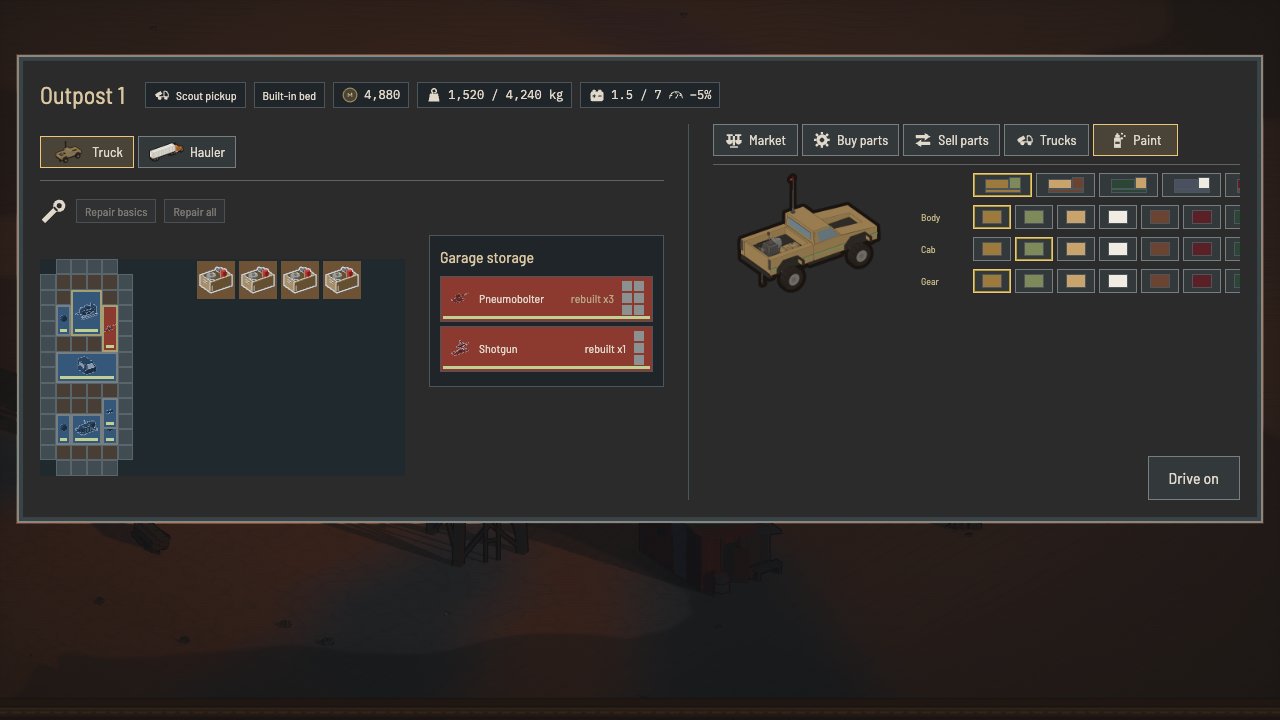 Outpost 1
Scout pickup
Built-in bed
4,880
1,520 / 4,240 kg
1.5 / 7
-5%
Truck
Hauler
Market
Buy parts
Sell parts
Trucks
Paint
Repair basics
Repair all
Body
Cab
Gear
Garage storage
Pneumobolter
rebuilt x3
Shotgun
rebuilt x1
Drive on